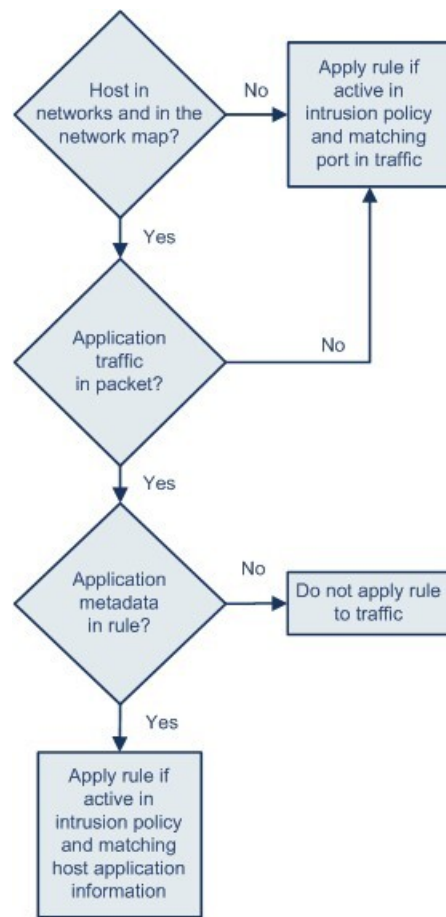 Host in
networks and in the
network map?
No
Apply rule if
active in
intrusion policy
and matching
port in traffic
Yes
Application
traffic
in packet?
No
Yes
Application
metadata
in rule?
No
Do not apply rule
to traffic
Yes
Apply rule if
active in
intrusion policy
and matching
host application
information